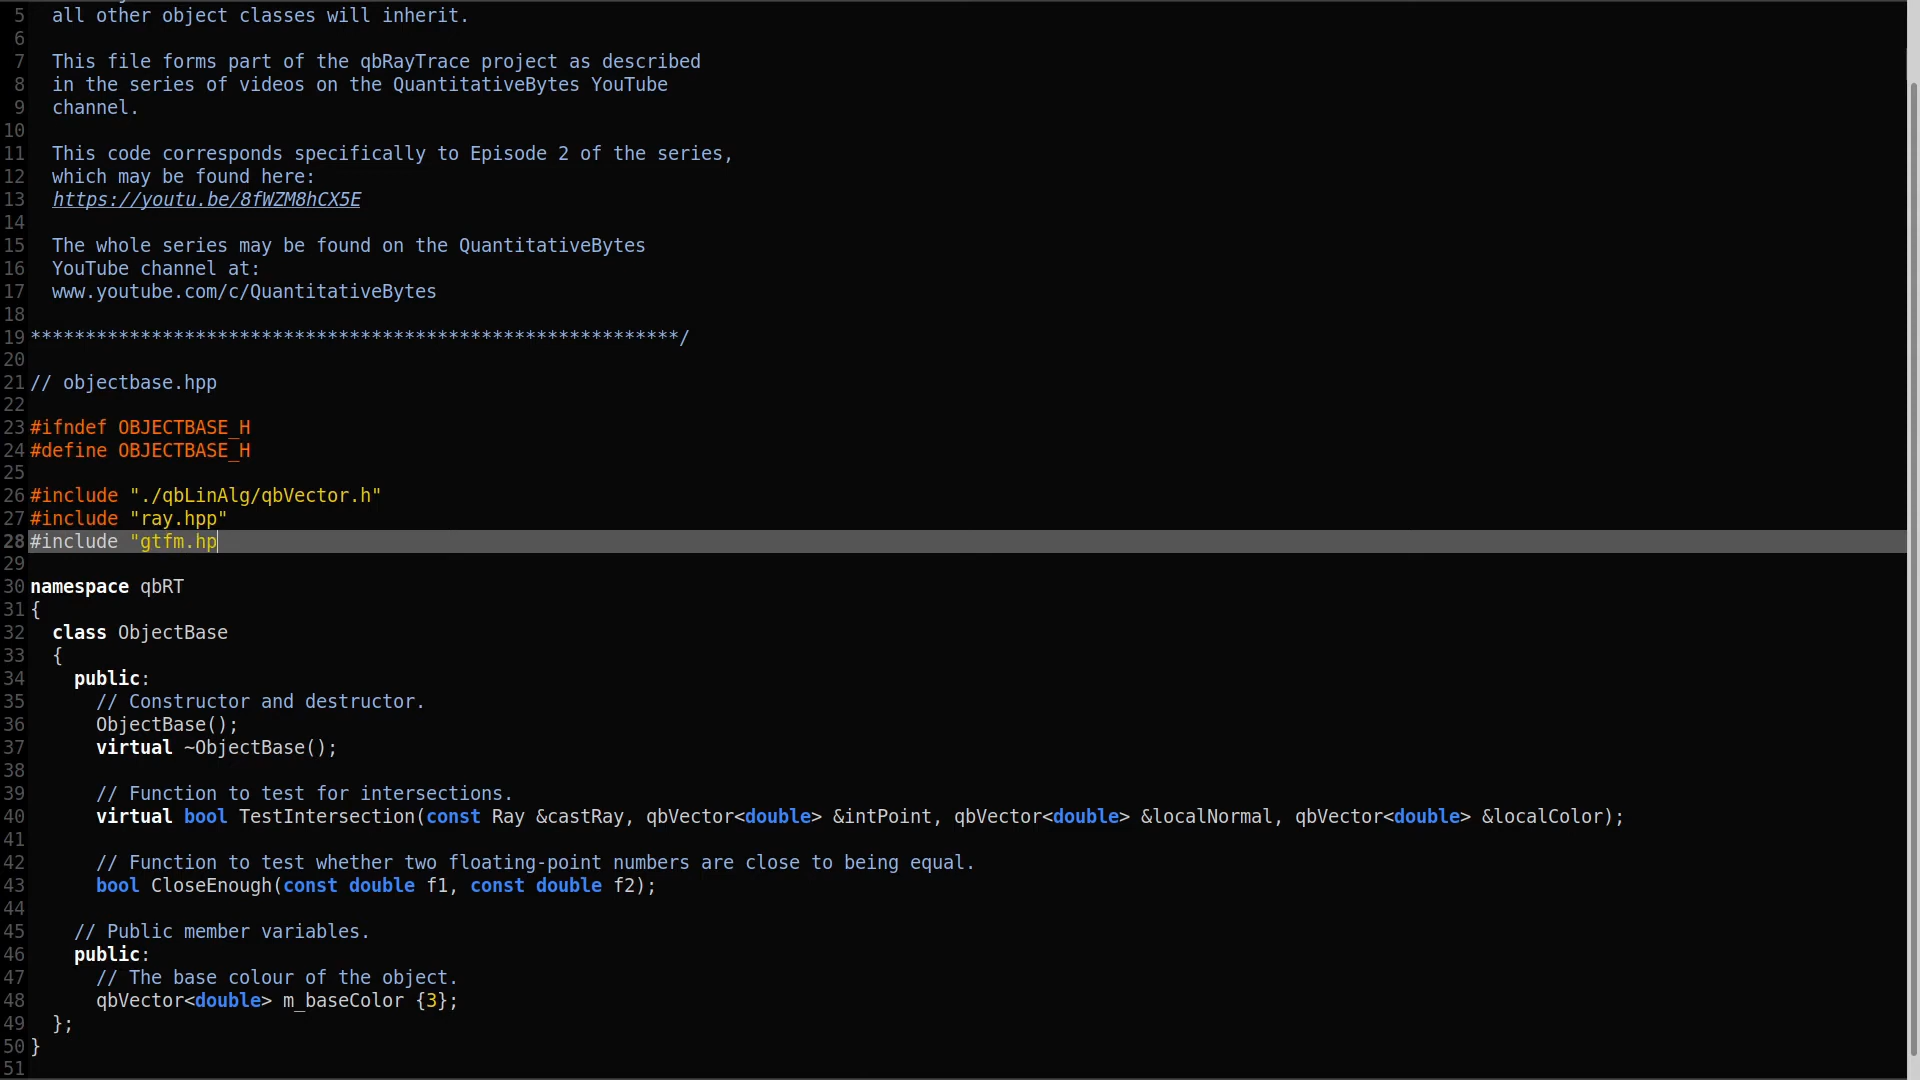 5 all other object classes will inherit.
6
7 This file forms part of the qbRayTrace project as described
8 in the series of videos on the QuantitativeBytes YouTube
9 channel.
10
11 This code corresponds specifically to Episode 2 of the series,
12 which may be found here:
13 https://youtu.be/8fWZM8hCX5E
14
15 The whole series may be found on the QuantitativeBytes
16 YouTube channel at:
17 www.youtube.com/c/QuantitativeBytes
18
19 ***********************************************************/
20
21 // objectbase.hpp
22
23 #ifndef OBJECTBASE_H
24 #define OBJECTBASE_H
25
26 #include "./qbLinAlg/qbVector.h"
27 #include "ray.hpp"
28 #include "gtfm.hp
29
30 namespace qbRT
31 {
32 class ObjectBase
33 {
34 public:
35 // Constructor and destructor.
36 ObjectBase();
37 virtual ~ObjectBase();
38
39 // Function to test for intersections.
40 virtual bool TestIntersection(const Ray &castRay, qbVector<double> &intPoint, qbVector<double> &localNormal, qbVector<double> &localColor);
41
42 // Function to test whether two floating-point numbers are close to being equal.
43 bool CloseEnough(const double f1, const double f2);
44
45 // Public member variables.
46 public:
47 // The base colour of the object.
48 qbVector<double> m_baseColor {3};
49 };
50 }
51